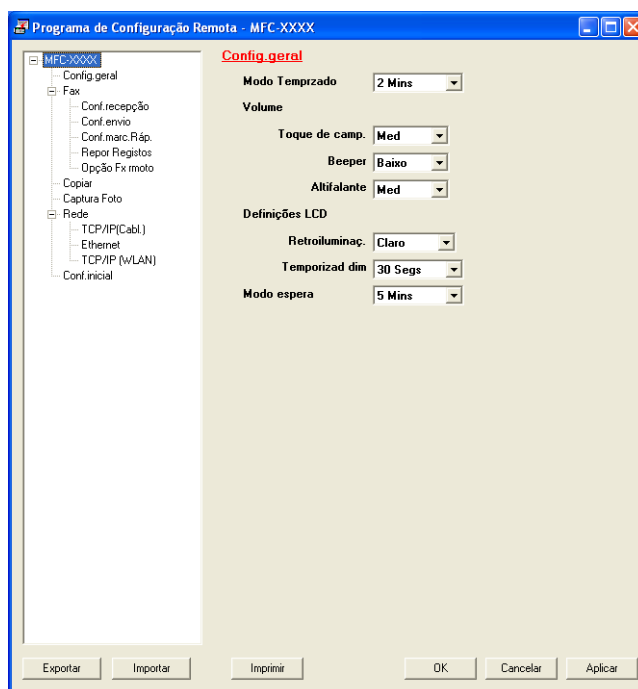 Programa de Configuração Remota - MFC-XXXX
MFC-XXXX
Config.geral
Fax
Conf.recepção
Conf.envio
Conf.marc.Ráp.
Repor Registos
Opção Fx rmoto
Copiar
Captura Foto
Rede
TCP/IP(Cabl.)
Ethernet
TCP/IP (WLAN)
Conf.inicial
Config.geral
Modo Temprzado 2 Mins
Volume
Toque de camp. Med
Beeper Baixo
Altifalante Med
Definições LCD
Retroiluminaç. Claro
Temporizad dim 30 Segs
Modo espera 5 Mins
Exportar Importar Imprimir OK Cancelar Aplicar